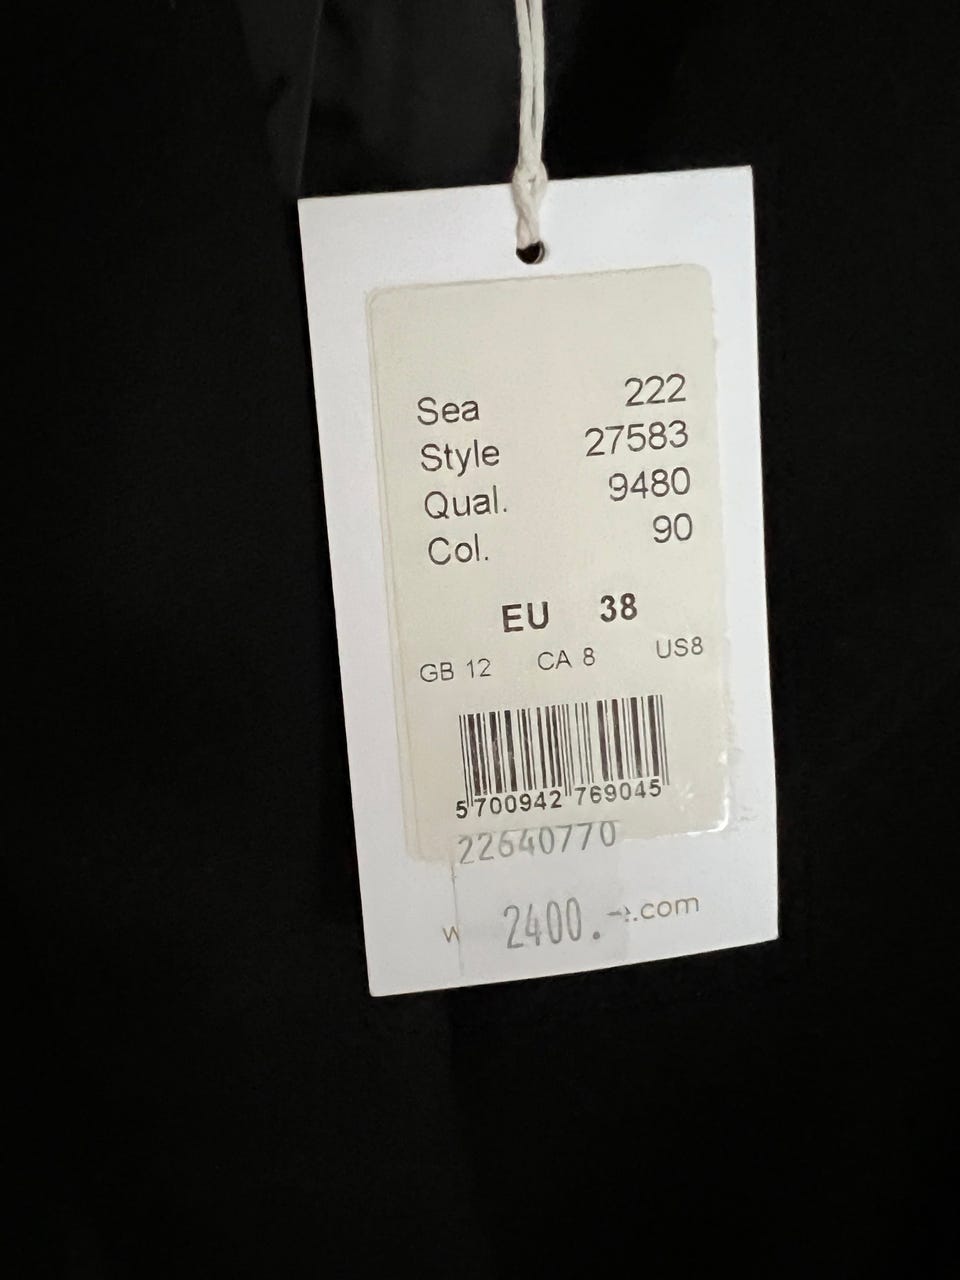 Sea 222
Style 27583
Qual. 9480
Col. 90
EU 38
GB 12 CA 8 US8
5 700942 769045
22640770
2400.-
.com